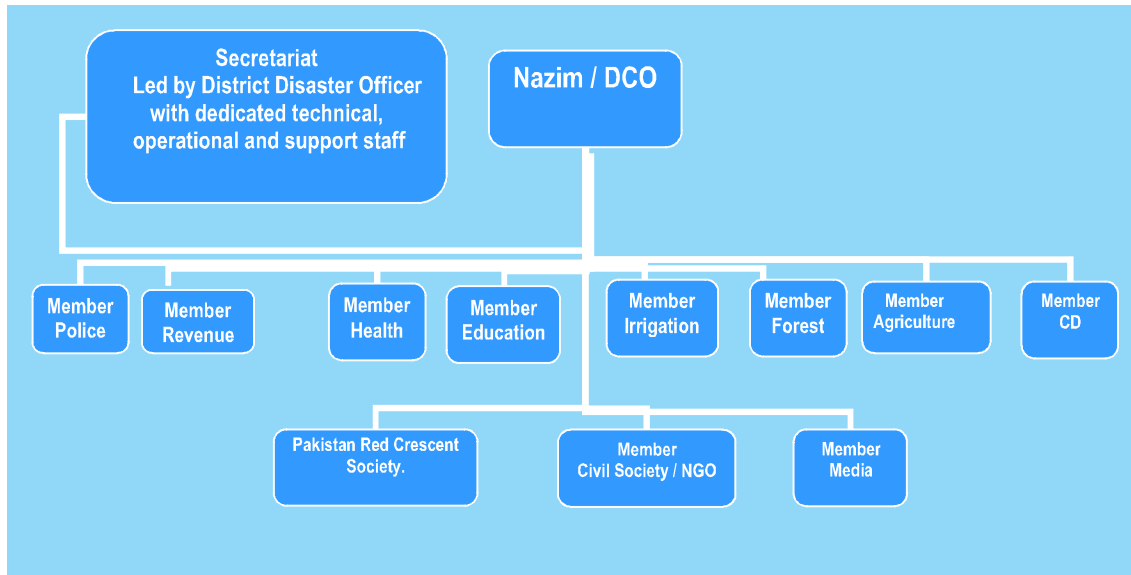 Secretariat
Led by District Disaster Officer
with dedicated technical,
operational and support staff
Nazim / DCO
Member
Police
Member
Revenue
Member
Health
Member
Education
Member
Irrigation
Member
Forest
Member
Agriculture
Member
CD
Pakistan Red Crescent
Society.
Member
Civil Society / NGO
Member
Media